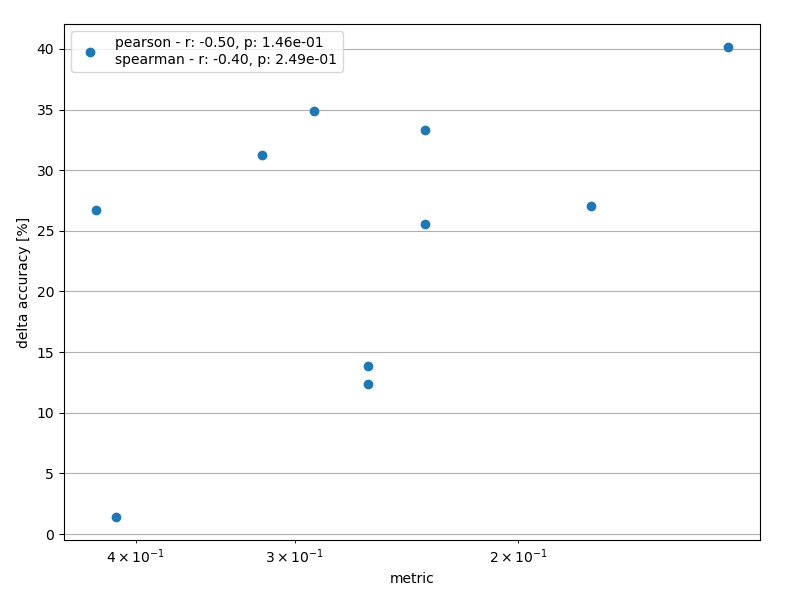 pearson - r: -0.50, p: 1.46e-01
spearman - r: -0.40, p: 2.49e-01
40
35
30
25
20
15
10
5
0
delta accuracy [%]
4 × 10⁻¹ 3 × 10⁻¹ 2 × 10⁻¹
metric